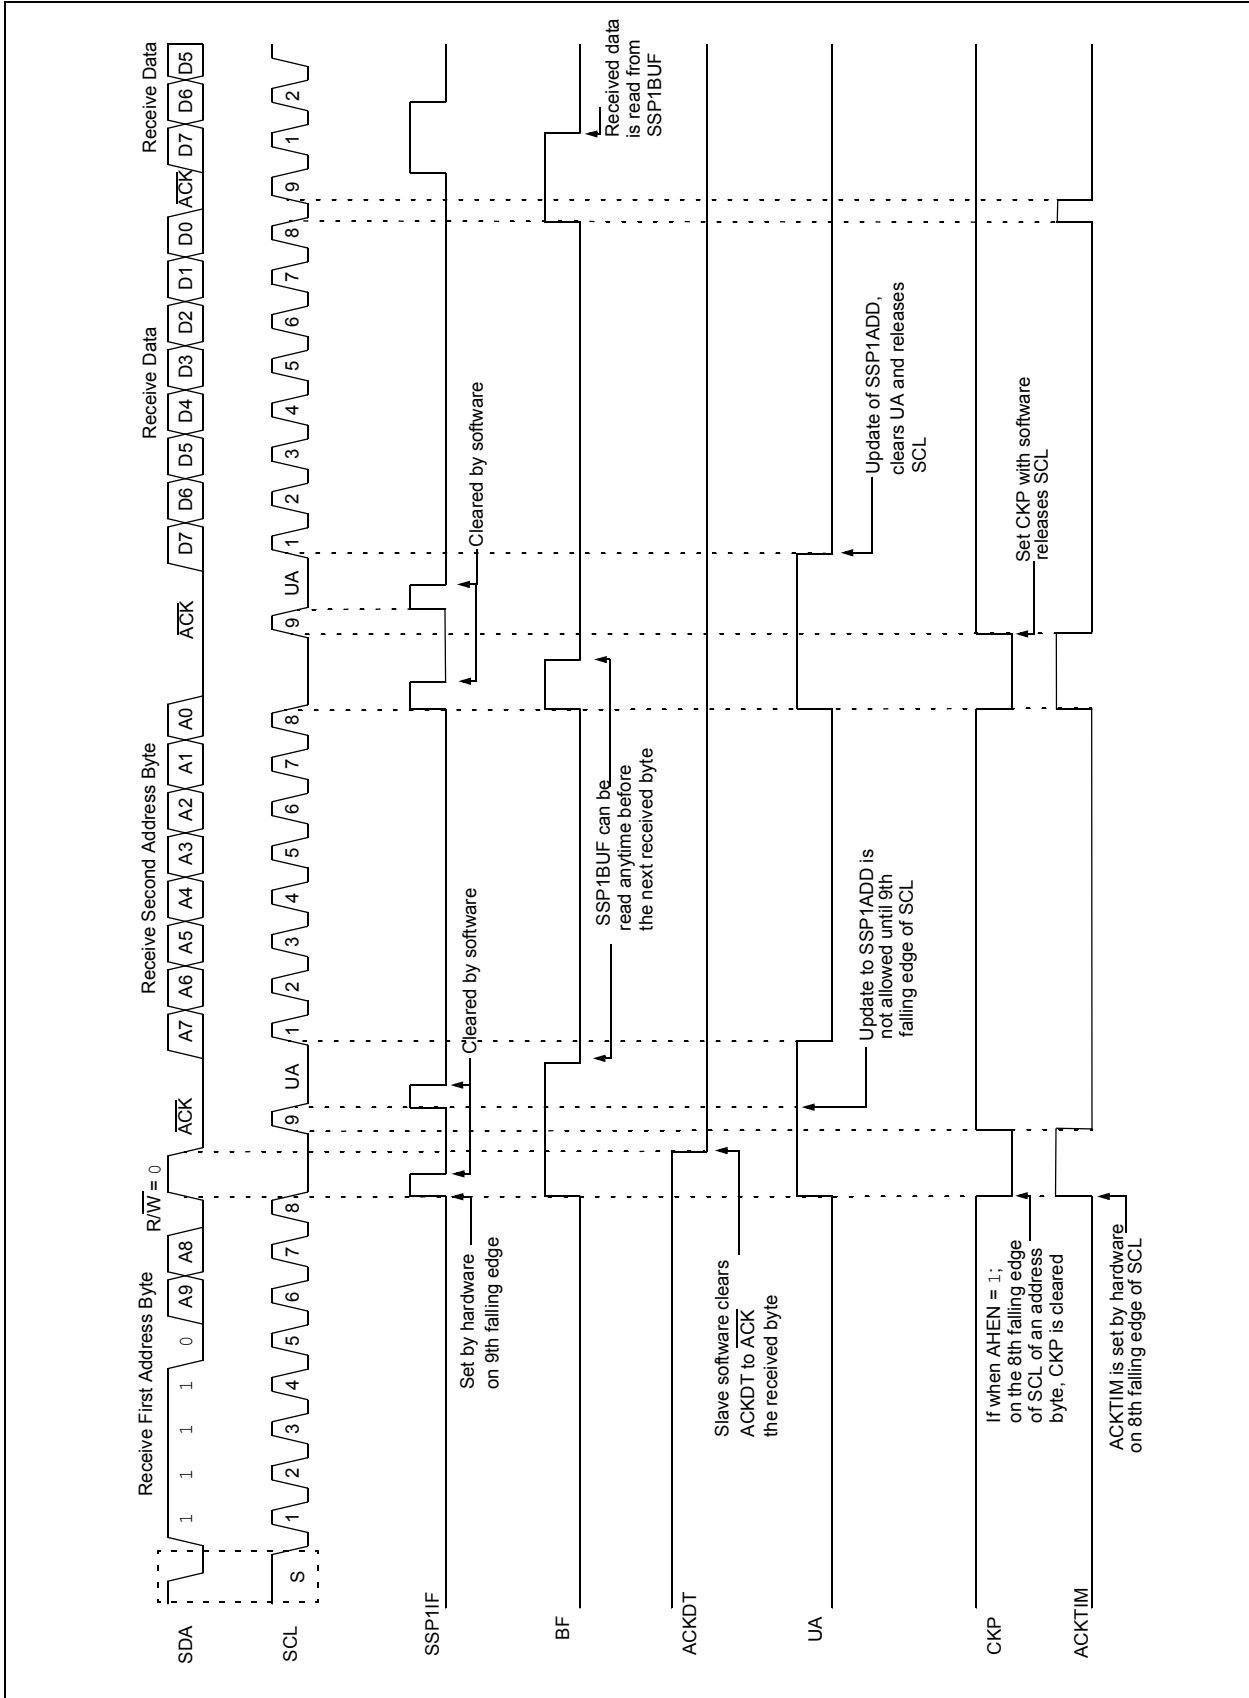 Receive First Address Byte
Receive Second Address Byte
Receive Data
Receive Data
R/W = 0
ACK
ACK
SDA
1 1 1 1 0 A9 A8
A7 A6 A5 A4 A3 A2 A1 A0
D7 D6 D5 D4 D3 D2 D1 D0 ACK D7 D6 D5
SCL
S 1 2 3 4 5 6 7 8 9 UA 1 2 3 4 5 6 7 8 9 UA 1 2 3 4 5 6 7 8 9 1 2
SSP1IF
Set by hardware
on 9th falling edge
Cleared by software
Cleared by software
BF
SSP1BUF can be
read anytime before
the next received byte
Received data
is read from
SSP1BUF
ACKDT
Slave software clears
ACKDT to ACK
the received byte
UA
Update to SSP1ADD is
not allowed until 9th
falling edge of SCL
Update of SSP1ADD,
clears UA and releases
SCL
CKP
If when AHEN = 1;
on the 8th falling edge
of SCL of an address
byte, CKP is cleared
Set CKP with software
releases SCL
ACKTIM
ACKTIM is set by hardware
on 8th falling edge of SCL